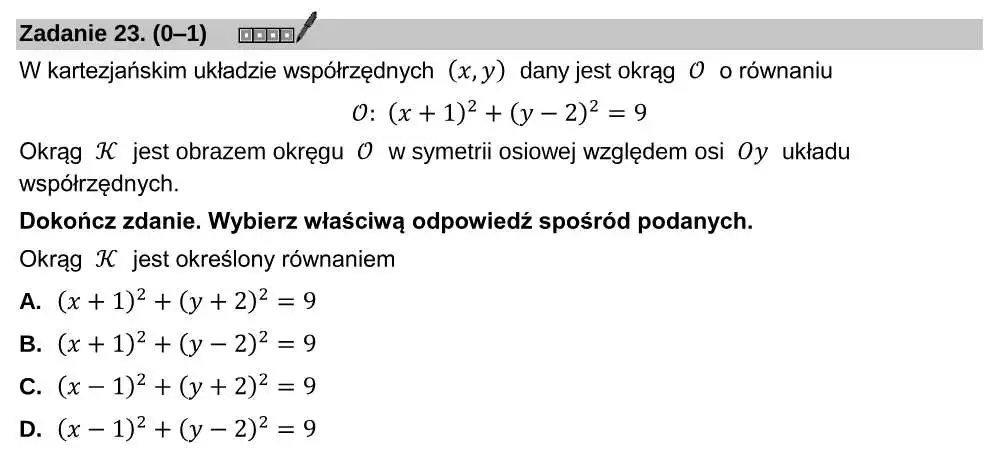 Zadanie 23. (0–1)
W kartezjańskim układzie współrzędnych (x, y) dany jest okrąg 𝒪 o równaniu
𝒪: (x + 1)² + (y − 2)² = 9
Okrąg 𝒦 jest obrazem okręgu 𝒪 w symetrii osiowej względem osi Oy układu
współrzędnych.
Dokończ zdanie. Wybierz właściwą odpowiedź spośród podanych.
Okrąg 𝒦 jest określony równaniem
A. (x + 1)² + (y + 2)² = 9
B. (x + 1)² + (y − 2)² = 9
C. (x − 1)² + (y + 2)² = 9
D. (x − 1)² + (y − 2)² = 9